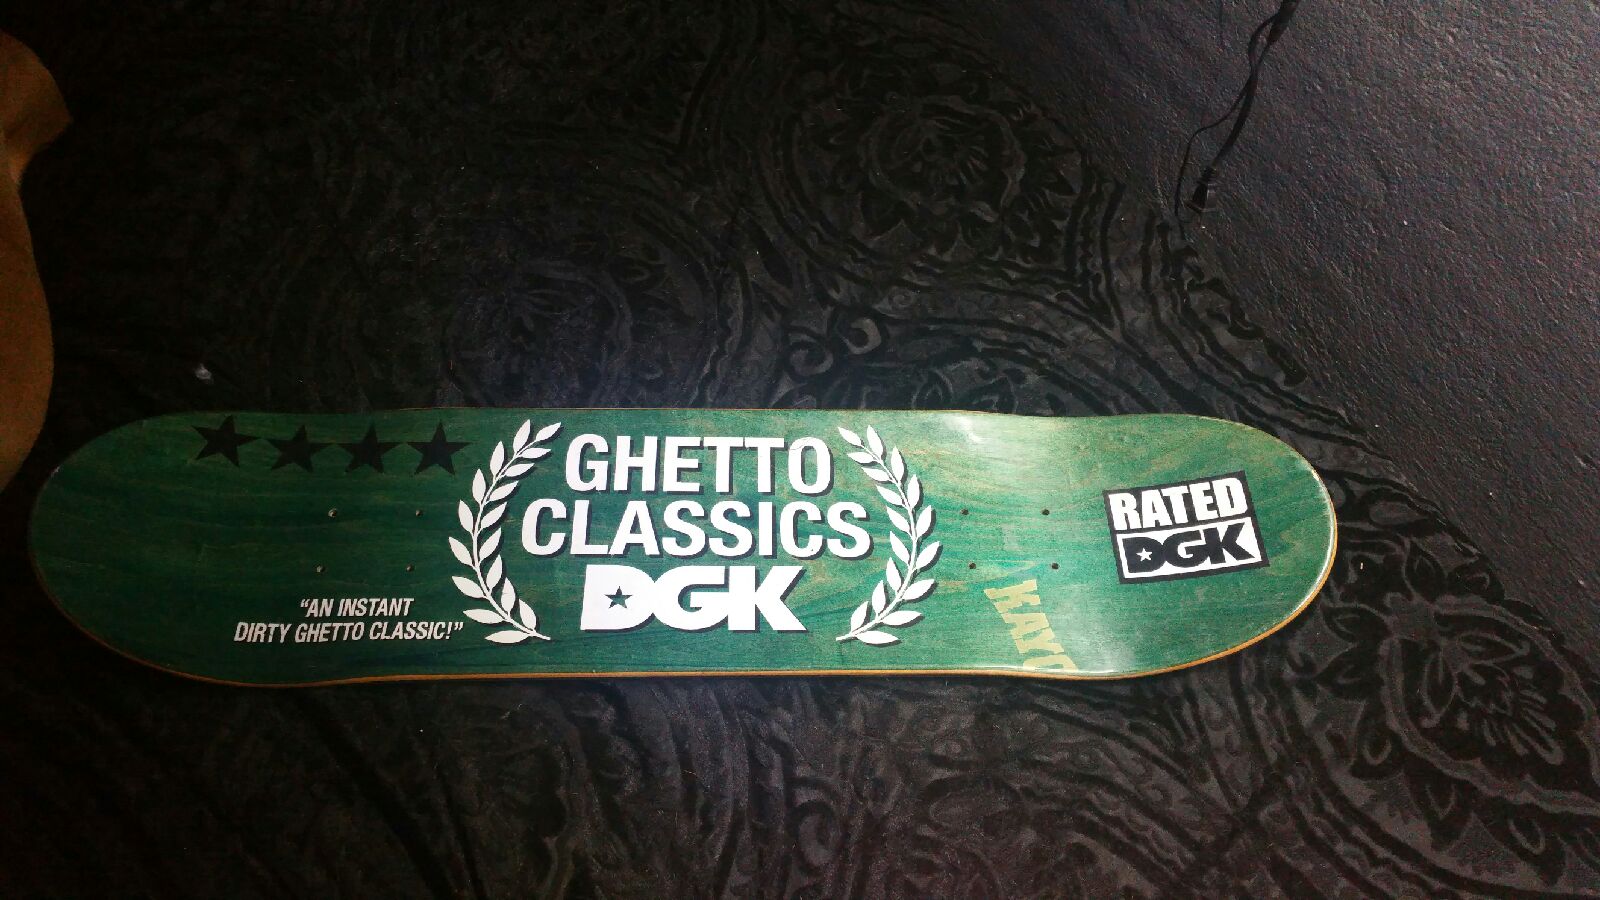 GHETTO
CLASSICS
DGK
"AN INSTANT
DIRTY GHETTO CLASSIC!"
RATED
DGK